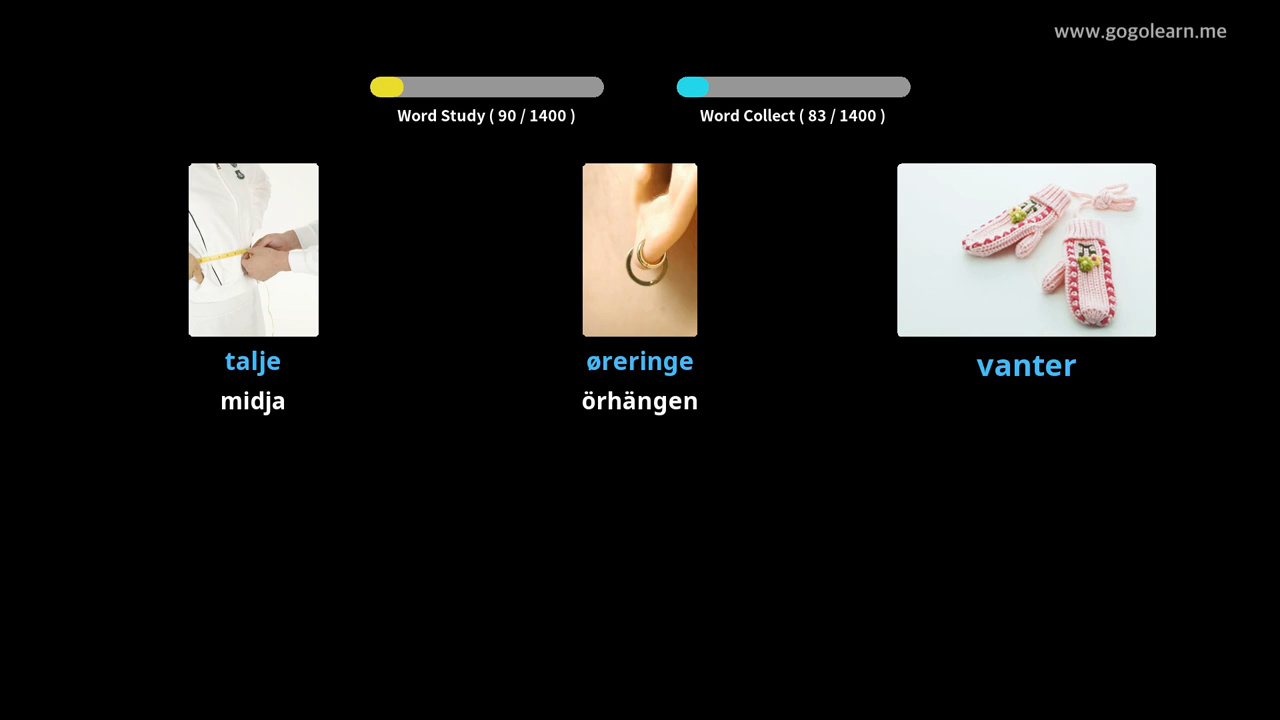 www.gogolearn.me
Word Study ( 90 / 1400 )
Word Collect ( 83 / 1400 )
talje
midja
øreringe
örhängen
vanter